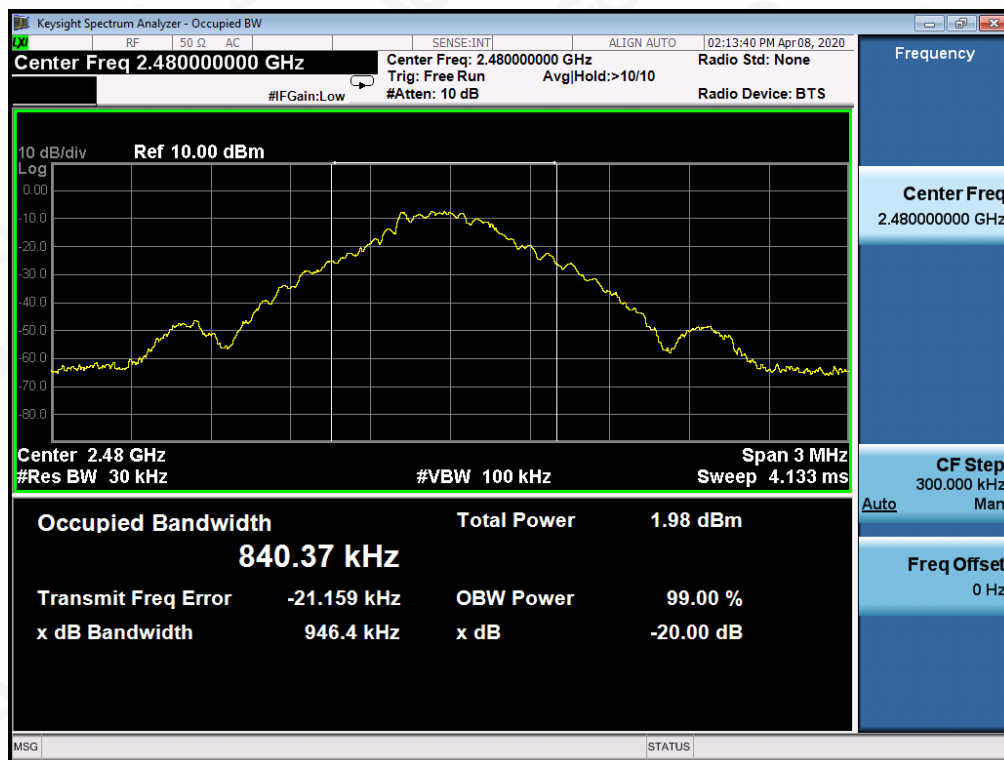 Keysight Spectrum Analyzer - Occupied BW
LXI RF 50 Ω AC SENSE:INT ALIGN AUTO 02:13:40 PM Apr 08, 2020
Center Freq 2.480000000 GHz
#IFGain:Low
Center Freq: 2.480000000 GHz
Trig: Free Run Avg|Hold:>10/10
#Atten: 10 dB
Radio Std: None
Radio Device: BTS
10 dB/div Ref 10.00 dBm
Log
0.00
-10.0
-20.0
-30.0
-40.0
-50.0
-60.0
-70.0
-80.0
Center 2.48 GHz Span 3 MHz
#Res BW 30 kHz #VBW 100 kHz Sweep 4.133 ms
Occupied Bandwidth Total Power 1.98 dBm
840.37 kHz
Transmit Freq Error -21.159 kHz OBW Power 99.00 %
x dB Bandwidth 946.4 kHz x dB -20.00 dB
MSG STATUS
Frequency
Center Freq
2.480000000 GHz
CF Step
300.000 kHz
Auto Man
Freq Offset
0 Hz